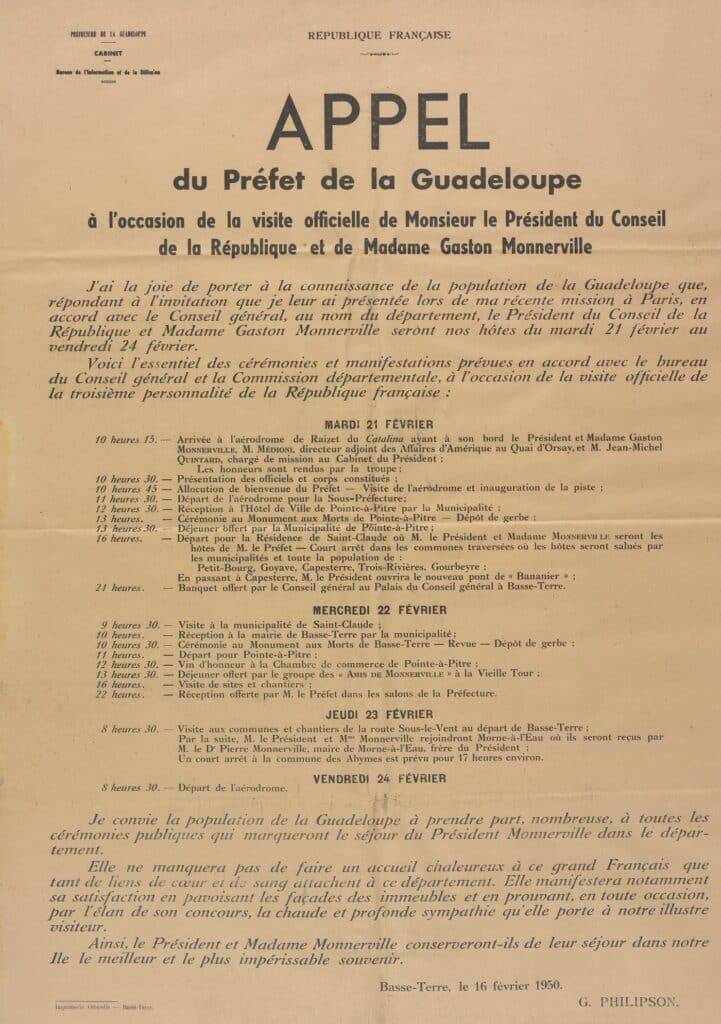 PRÉFECTURE DE LA GUADELOUPE
CABINET
Bureau de l'Information et de la Diffusion
REPUBLIQUE FRANÇAISE
APPEL
du Préfet de la Guadeloupe
à l'occasion de la visite officielle de Monsieur le Président du Conseil
de la République et de Madame Gaston Monnerville
J'ai la joie de porter à la connaissance de la population de la Guadeloupe que,
répondant à l'invitation que je leur ai présentée lors de ma récente mission à Paris, en
accord avec le Conseil général, au nom du département, le Président du Conseil de la
République et Madame Gaston Monnerville seront nos hôtes du mardi 21 février au
vendredi 24 février.
Voici l'essentiel des cérémonies et manifestations prévues en accord avec le bureau
du Conseil général et la Commission départementale, à l'occasion de la visite officielle de
la troisième personnalité de la République française :
MARDI 21 FÉVRIER
10 heures 15. — Arrivée à l'aérodrome de Raizet du Catalina ayant à son bord le Président et Madame Gaston
MONNERVILLE, M. MÉDIONI, directeur adjoint des Affaires d'Amérique au Quai d'Orsay, et M. Jean-Michel
QUINTARD, chargé de mission au Cabinet du Président ;
Les honneurs sont rendus par la troupe ;
10 heures 30. — Présentation des officiels et corps constitués ;
10 heures 45 — Allocution de bienvenue du Préfet — Visite de l'aérodrome et inauguration de la piste ;
11 heures 30. — Départ de l'aérodrome pour la Sous-Préfecture;
12 heures 30. — Réception à l'Hôtel de Ville de Pointe-à-Pitre par la Municipalité ;
13 heures. — Cérémonie au Monument aux Morts de Pointe-à-Pitre — Dépôt de gerbe ;
13 heures 30. — Déjeuner offert par la Municipalité de Pointe-à-Pitre ;
16 heures. — Départ pour la Résidence de Saint-Claude où M. le Président et Madame MONNERVILLE seront les
hôtes de M. le Préfet — Court arrêt dans les communes traversées où les hôtes seront salués par
les municipalités et toute la population de :
Petit-Bourg, Goyave, Capesterre, Trois-Rivières, Gourbeyre ;
En passant à Capesterre, M. le Président ouvrira le nouveau pont de « Bananier » ;
21 heures. — Banquet offert par le Conseil général au Palais du Conseil général à Basse-Terre.
MERCREDI 22 FÉVRIER
9 heures 30. — Visite à la municipalité de Saint-Claude ;
10 heures. — Réception à la mairie de Basse-Terre par la municipalité;
10 heures 30. — Cérémonie au Monument aux Morts de Basse-Terre — Revue — Dépôt de gerbe ;
11 heures. — Départ pour Pointe-à-Pitre ;
12 heures 30. — Vin d'honneur à la Chambre de commerce de Pointe-à-Pitre ;
13 heures 30. — Déjeuner offert par le groupe des « AMIS DE MONNERVILLE » à la Vieille Tour ;
16 heures. — Visite de sites et chantiers ;
22 heures. — Réception offerte par M. le Préfet dans les salons de la Préfecture.
JEUDI 23 FÉVRIER
8 heures 30. — Visite aux communes et chantiers de la route Sous-le-Vent au départ de Basse-Terre ;
Par la suite, M. le Président et Mme Monnerville rejoindront Morne-à-l'Eau où ils seront reçus par
M. le Dr Pierre Monnerville, maire de Morne-à-l'Eau, frère du Président ;
Un court arrêt à la commune des Abymes est prévu pour 17 heures environ.
VENDREDI 24 FÉVRIER
8 heures 30. — Départ de l'aérodrome.
Je convie la population de la Guadeloupe à prendre part, nombreuse, à toutes les
cérémonies publiques qui marqueront le séjour du Président Monnerville dans le dépar-
tement.
Elle ne manquera pas de faire un accueil chaleureux à ce grand Français que
tant de liens de cœur et de sang attachent à ce département. Elle manifestera notamment
sa satisfaction en pavoisant les façades des immeubles et en prouvant, en toute occasion,
par l'élan de son concours, la chaude et profonde sympathie qu'elle porte à notre illustre
visiteur.
Ainsi, le Président et Madame Monnerville conserveront-ils de leur séjour dans notre
Ile le meilleur et le plus impérissable souvenir.
Basse-Terre, le 16 février 1950.
G. PHILIPSON.
Imprimerie Officielle — Basse-Terre.